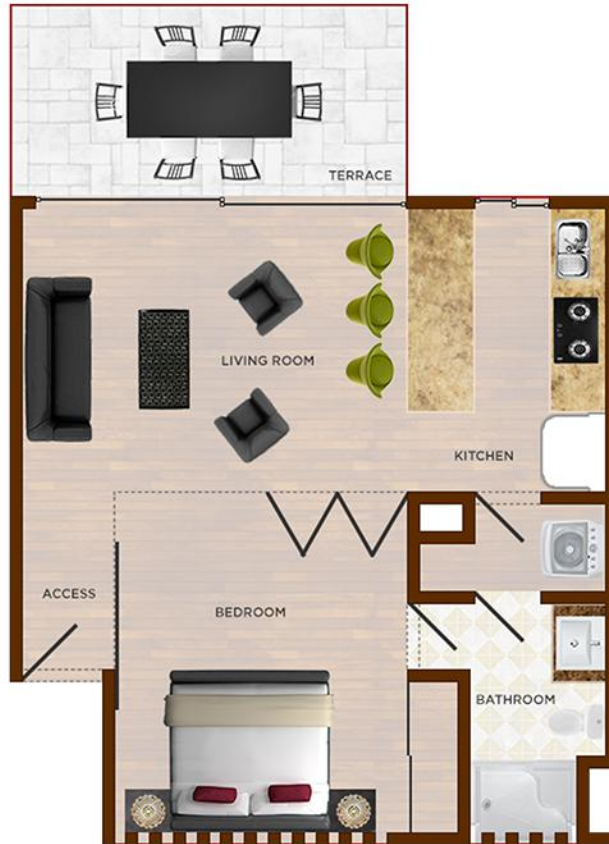 TERRACE
LIVING ROOM
KITCHEN
ACCESS
BEDROOM
BATHROOM